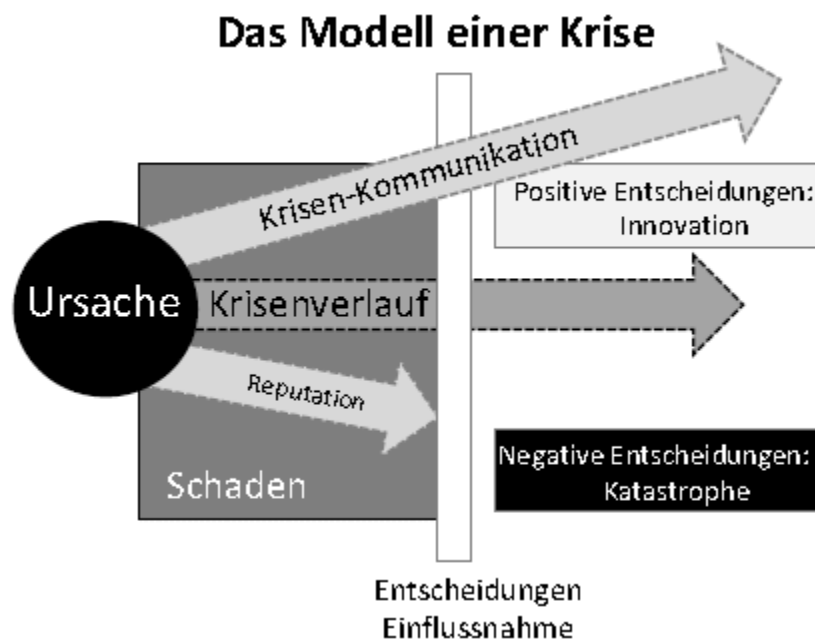 Das Modell einer Krise
Krisen-Kommunikation
Positive Entscheidungen:
Innovation
Ursache
Krisenverlauf
Reputation
Schaden
Negative Entscheidungen:
Katastrophe
Entscheidungen
Einflussnahme